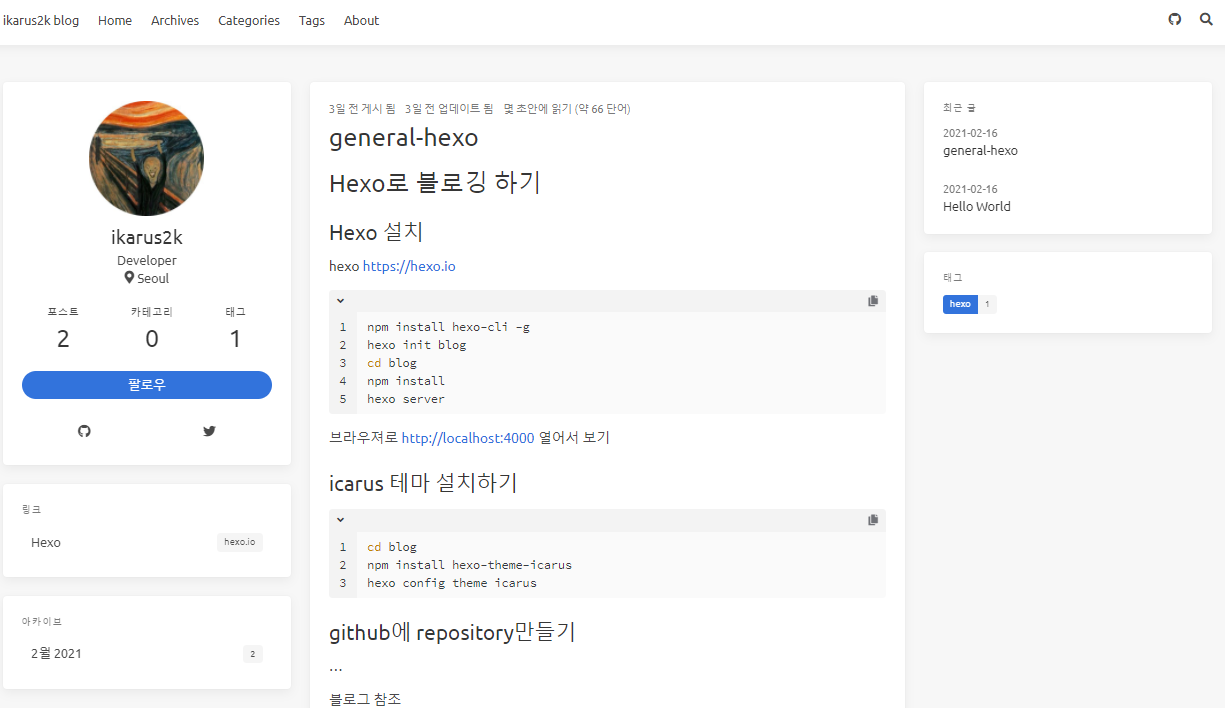 ikarus2k blog Home Archives Categories Tags About
ikarus2k
Developer
Seoul
포스트 카테고리 태그
2 0 1
팔로우
링크
Hexo hexo.io
아카이브
2월 2021 2
3일 전 게시 됨 3일 전 업데이트 됨 몇 초안에 읽기 (약 66 단어)
general-hexo
Hexo로 블로깅 하기
Hexo 설치
hexo https://hexo.io
1 npm install hexo-cli -g
2 hexo init blog
3 cd blog
4 npm install
5 hexo server
브라우져로 http://localhost:4000 열어서 보기
icarus 테마 설치하기
1 cd blog
2 npm install hexo-theme-icarus
3 hexo config theme icarus
github에 repository만들기
...
블로그 참조
최근 글
2021-02-16
general-hexo
2021-02-16
Hello World
태그
hexo 1